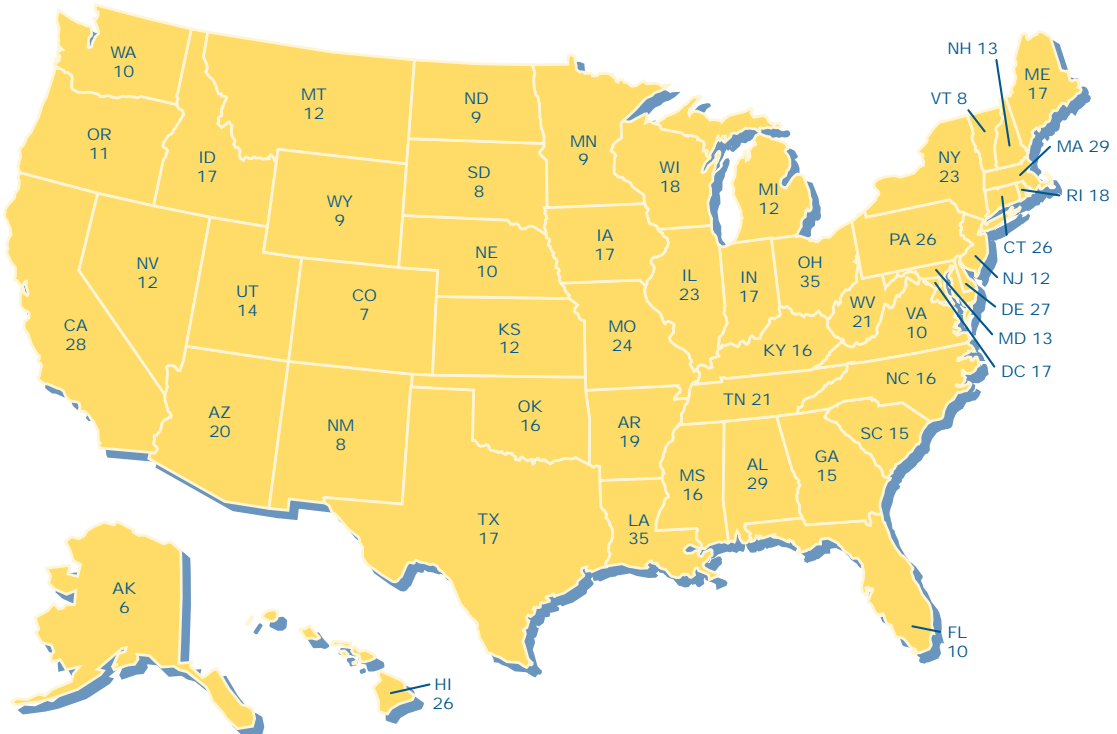 WA
10
OR
11
CA
28
NV
12
ID
17
MT
12
WY
9
UT
14
CO
7
AZ
20
NM
8
ND
9
SD
8
NE
10
KS
12
OK
16
TX
17
MN
9
IA
17
MO
24
AR
19
LA
35
WI
18
IL
23
MI
12
IN
17
OH
35
KY 16
TN 21
MS
16
AL
29
GA
15
FL
10
SC 15
NC 16
VA
10
WV
21
PA 26
NY
23
VT 8
NH 13
ME
17
MA 29
RI 18
CT 26
NJ 12
DE 27
MD 13
DC 17
AK
6
HI
26